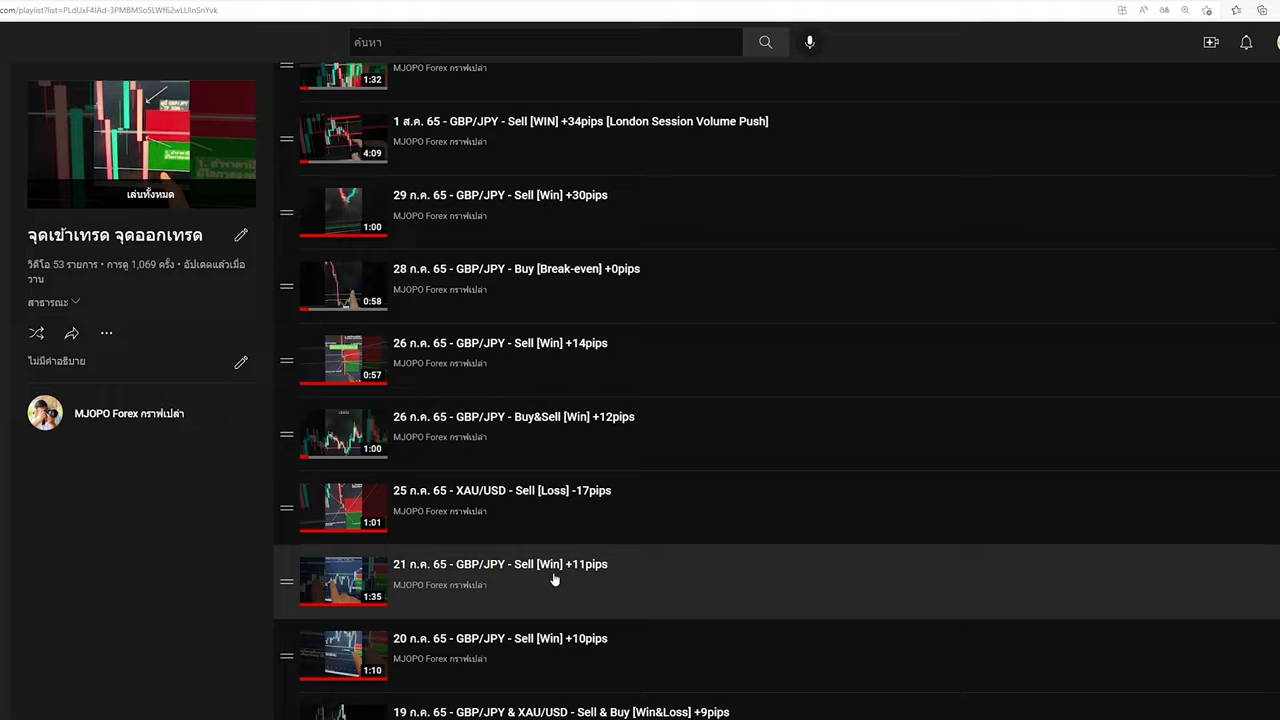 com/playlist?list=PLdUxF4IAd-3PMBMSo5LWf62wLUInSnYvk
ค้นหา
เล่นทั้งหมด
จุดเข้าเทรด จุดออกเทรด
วิดีโอ 53 รายการ • การดู 1,069 ครั้ง • อัปเดตแล้วเมื่อ
วาน
สาธารณะ
ไม่มีคำอธิบาย
MJOPO Forex กราฟเปล่า
1:32
MJOPO Forex กราฟเปล่า
4:09
1 ส.ค. 65 - GBP/JPY - Sell [WIN] +34pips [London Session Volume Push]
MJOPO Forex กราฟเปล่า
1:00
29 ก.ค. 65 - GBP/JPY - Sell [Win] +30pips
MJOPO Forex กราฟเปล่า
0:58
28 ก.ค. 65 - GBP/JPY - Buy [Break-even] +0pips
MJOPO Forex กราฟเปล่า
0:57
26 ก.ค. 65 - GBP/JPY - Sell [Win] +14pips
MJOPO Forex กราฟเปล่า
1:00
26 ก.ค. 65 - GBP/JPY - Buy&Sell [Win] +12pips
MJOPO Forex กราฟเปล่า
1:01
25 ก.ค. 65 - XAU/USD - Sell [Loss] -17pips
MJOPO Forex กราฟเปล่า
1:35
21 ก.ค. 65 - GBP/JPY - Sell [Win] +11pips
MJOPO Forex กราฟเปล่า
1:10
20 ก.ค. 65 - GBP/JPY - Sell [Win] +10pips
MJOPO Forex กราฟเปล่า
19 ก.ค. 65 - GBP/JPY & XAU/USD - Sell & Buy [Win&Loss] +9pips